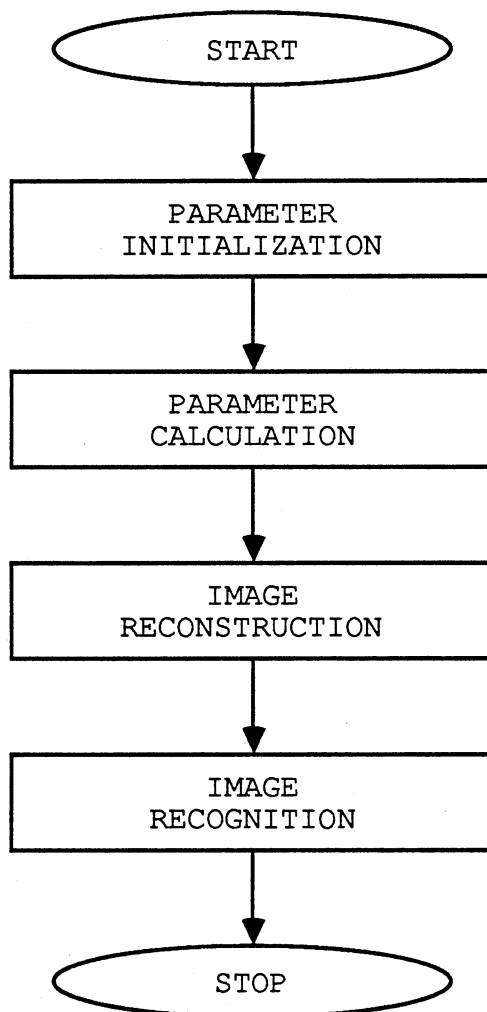 START
PARAMETER
INITIALIZATION
PARAMETER
CALCULATION
IMAGE
RECONSTRUCTION
IMAGE
RECOGNITION
STOP